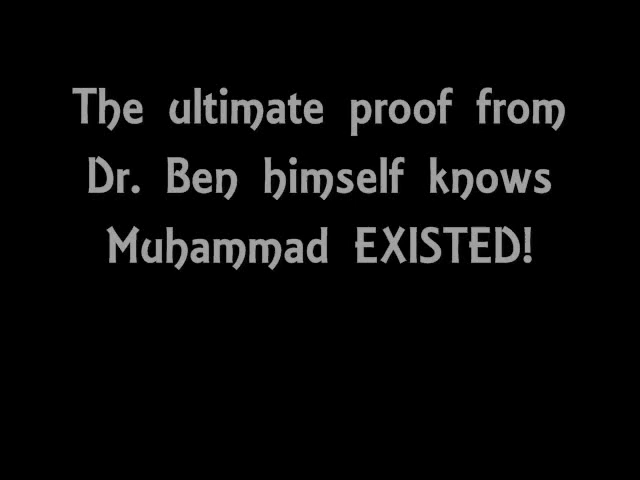 The ultimate proof from
Dr. Ben himself knows
Muhammad EXISTED!